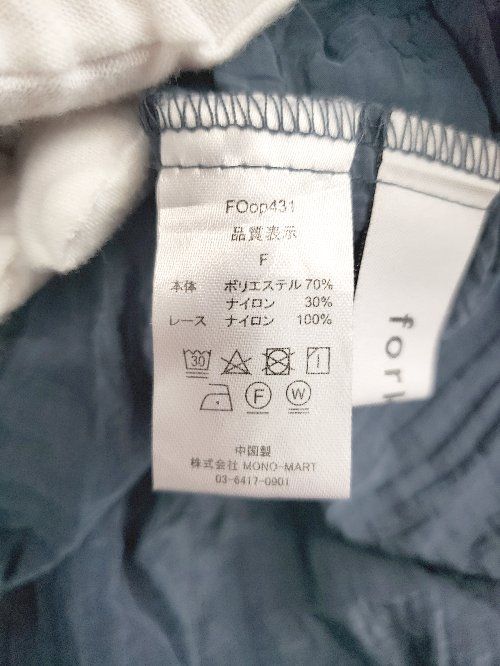 FOop431
品質表示
F
本体 ポリエステル 70%
ナイロン 30%
レース ナイロン 100%
30
F W
中国製
株式会社 MONO-MART
03-6417-0901
for